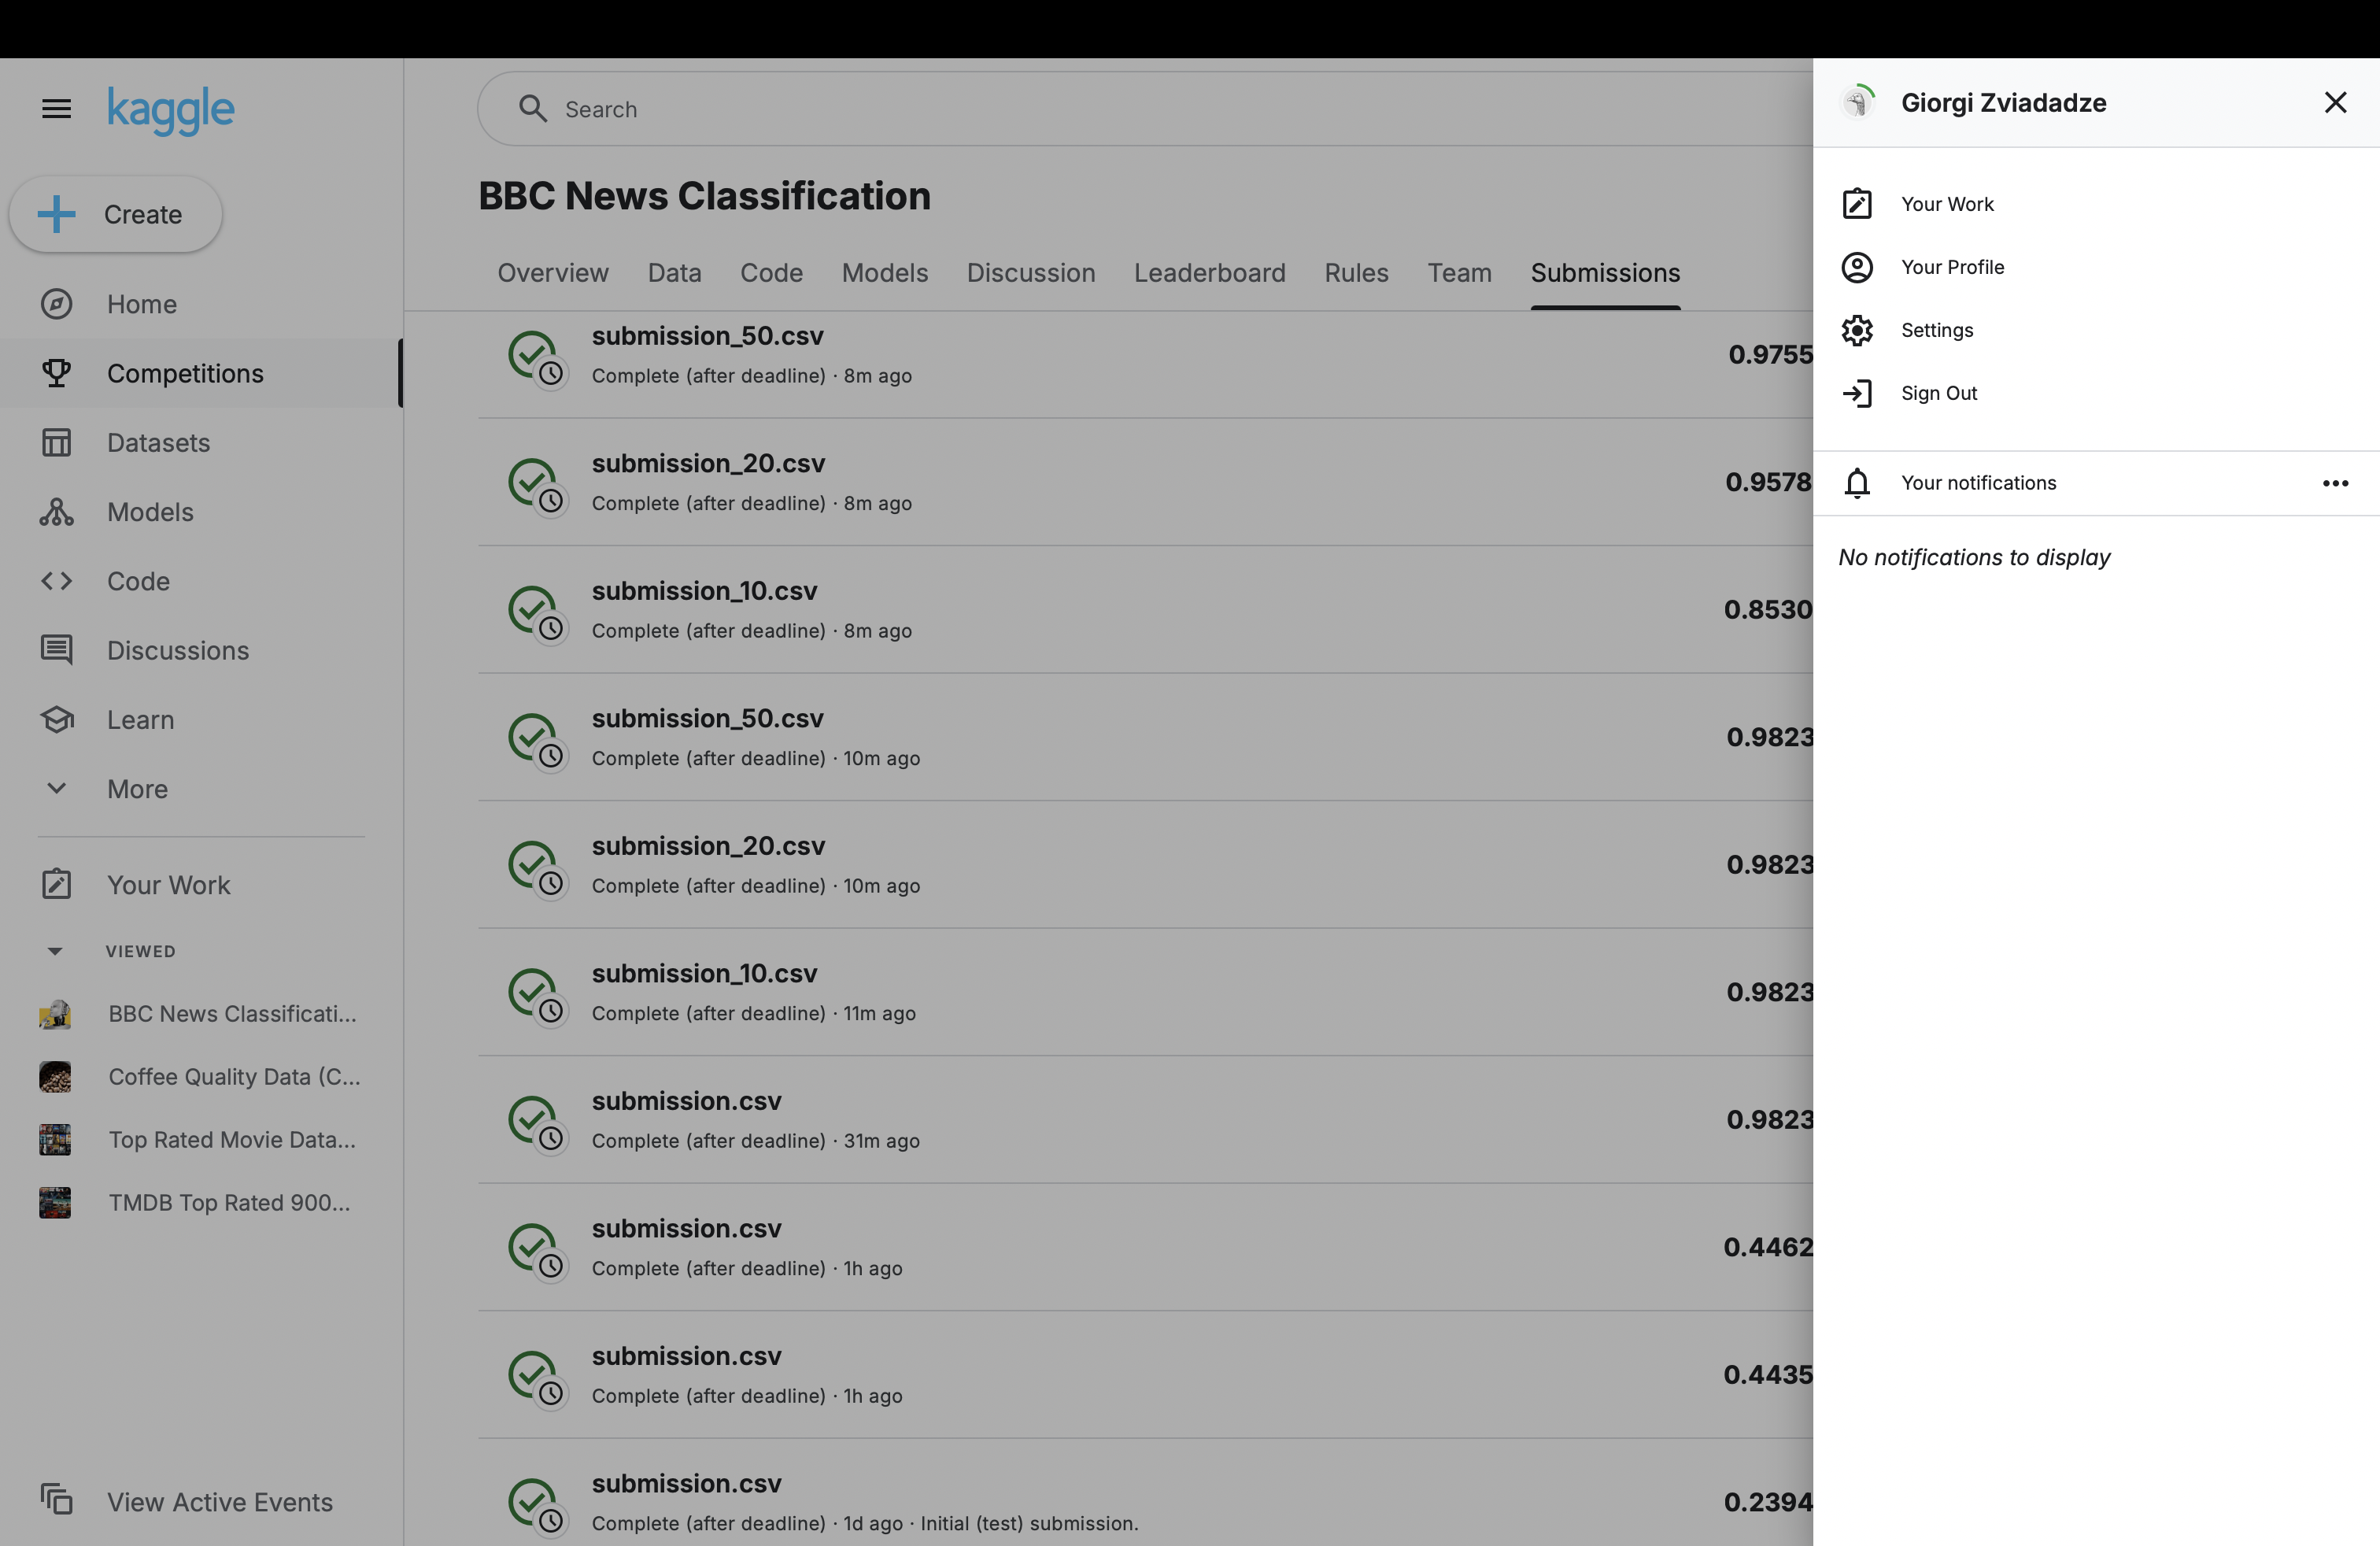 kaggle
Create
Home
Competitions
Datasets
Models
Code
Discussions
Learn
More
Your Work
VIEWED
BBC News Classificati...
Coffee Quality Data (C...
Top Rated Movie Data...
TMDB Top Rated 900...
View Active Events
Search
BBC News Classification
Overview Data Code Models Discussion Leaderboard Rules Team Submissions
submission_50.csv
Complete (after deadline) · 8m ago
0.9755
submission_20.csv
Complete (after deadline) · 8m ago
0.9578
submission_10.csv
Complete (after deadline) · 8m ago
0.8530
submission_50.csv
Complete (after deadline) · 10m ago
0.9823
submission_20.csv
Complete (after deadline) · 10m ago
0.9823
submission_10.csv
Complete (after deadline) · 11m ago
0.9823
submission.csv
Complete (after deadline) · 31m ago
0.9823
submission.csv
Complete (after deadline) · 1h ago
0.4462
submission.csv
Complete (after deadline) · 1h ago
0.4435
submission.csv
Complete (after deadline) · 1d ago · Initial (test) submission.
0.2394
Giorgi Zviadadze
Your Work
Your Profile
Settings
Sign Out
Your notifications
No notifications to display